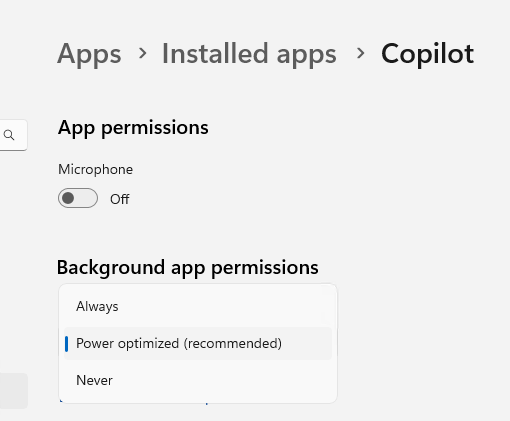 Apps > Installed apps > Copilot
App permissions
Microphone
Off
Background app permissions
Always
Power optimized (recommended)
Never